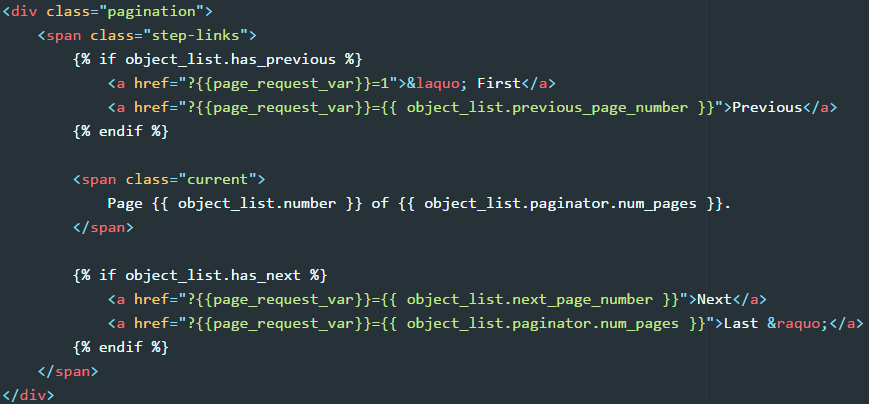 <div class="pagination">
    <span class="step-links">
        {% if object_list.has_previous %}
            <a href="?{{page_request_var}}=1">&laquo; First</a>
            <a href="?{{page_request_var}}={{ object_list.previous_page_number }}">Previous</a>
        {% endif %}

        <span class="current">
            Page {{ object_list.number }} of {{ object_list.paginator.num_pages }}.
        </span>

        {% if object_list.has_next %}
            <a href="?{{page_request_var}}={{ object_list.next_page_number }}">Next</a>
            <a href="?{{page_request_var}}={{ object_list.paginator.num_pages }}">Last &raquo;</a>
        {% endif %}
    </span>
</div>